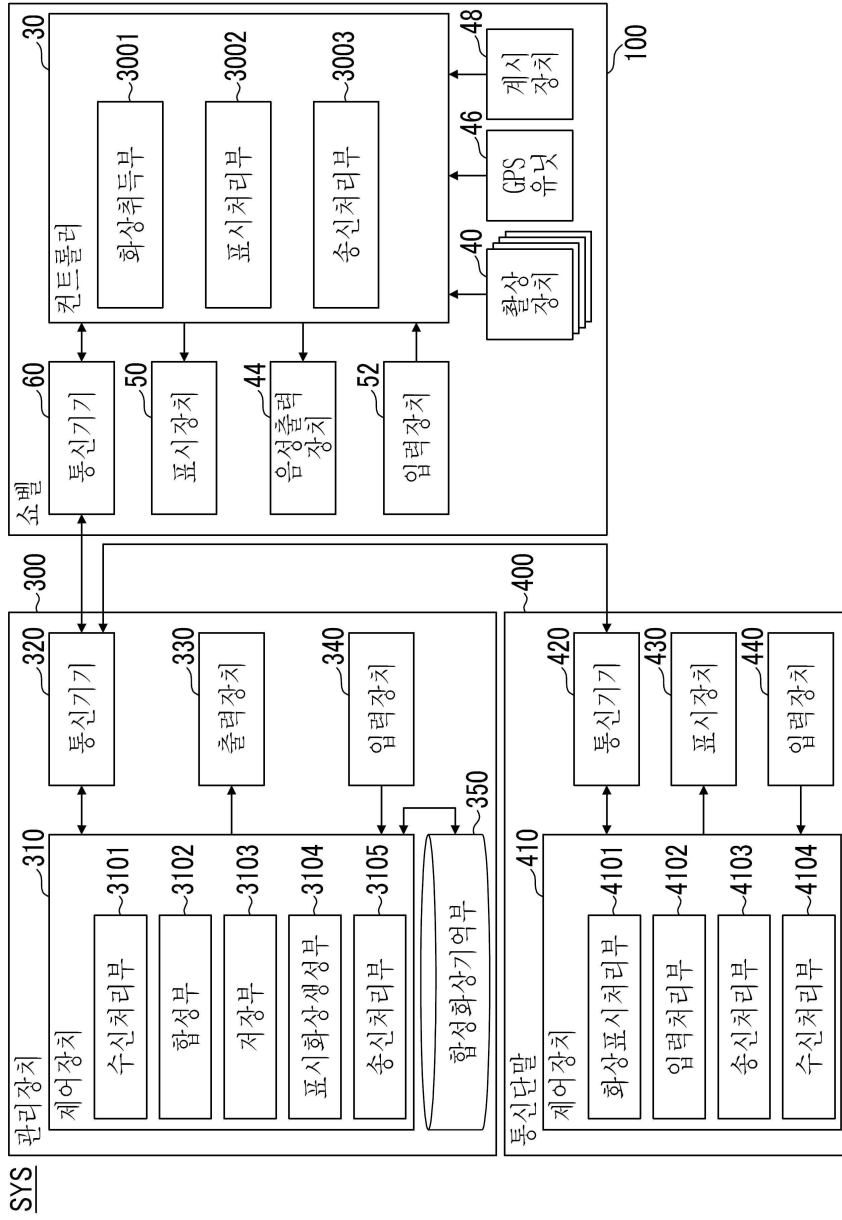 SYS
관리장치
300
제어장치
310
수신처리부
3101
합성부
3102
저장부
3103
표시화상생성부
3104
송신처리부
3105
통신기기
320
출력장치
330
입력장치
340
합성화상기억부
350
통신단말
400
제어장치
410
화상표시처리부
4101
입력처리부
4102
송신처리부
4103
수신처리부
4104
통신기기
420
표시장치
430
입력장치
440
쇼벨
100
통신기기
60
표시장치
50
음성출력
장치
44
입력장치
52
컨트롤러
30
화상취득부
3001
표시처리부
3002
송신처리부
3003
촬상
장치
40
GPS
유닛
46
계시
장치
48